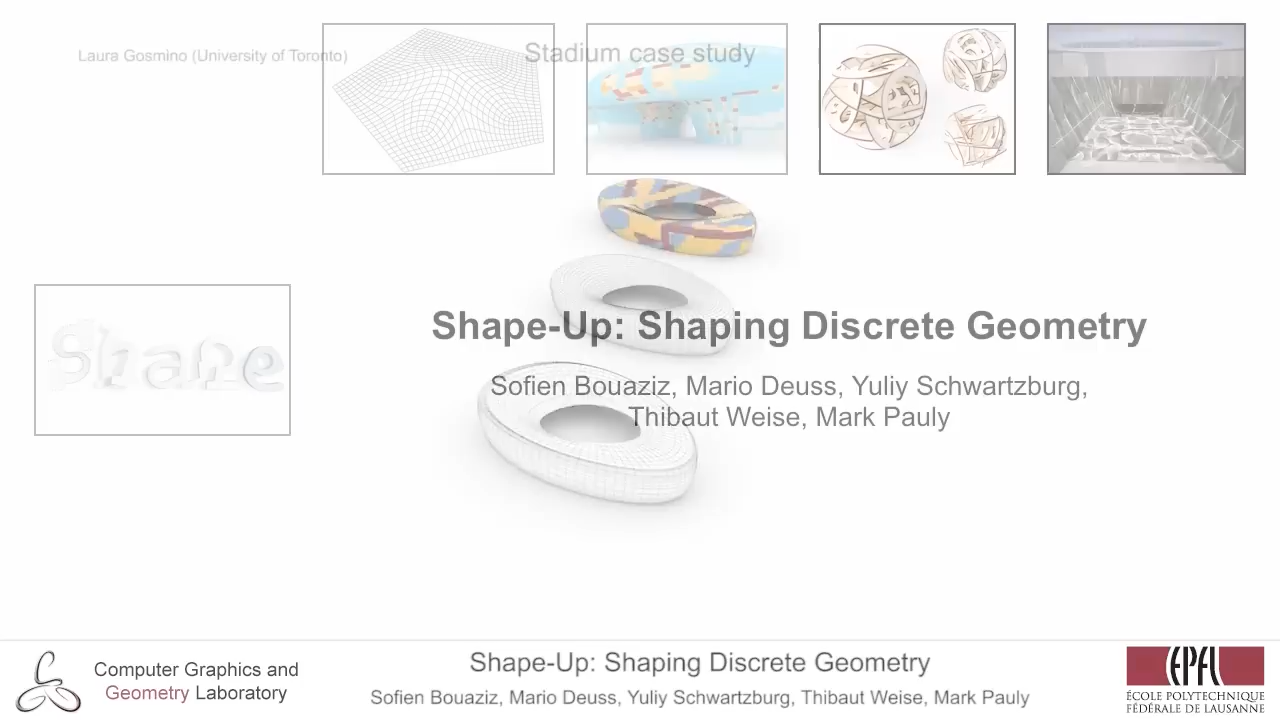 Laura Gosmino (University of Toronto)
Stadium case study
Shape
Shape-Up: Shaping Discrete Geometry
Sofien Bouaziz, Mario Deuss, Yuliy Schwartzburg,
Thibaut Weise, Mark Pauly
Computer Graphics and
Geometry Laboratory
Shape-Up: Shaping Discrete Geometry
Sofien Bouaziz, Mario Deuss, Yuliy Schwartzburg, Thibaut Weise, Mark Pauly
EPFL
ÉCOLE POLYTECHNIQUE
FÉDÉRALE DE LAUSANNE